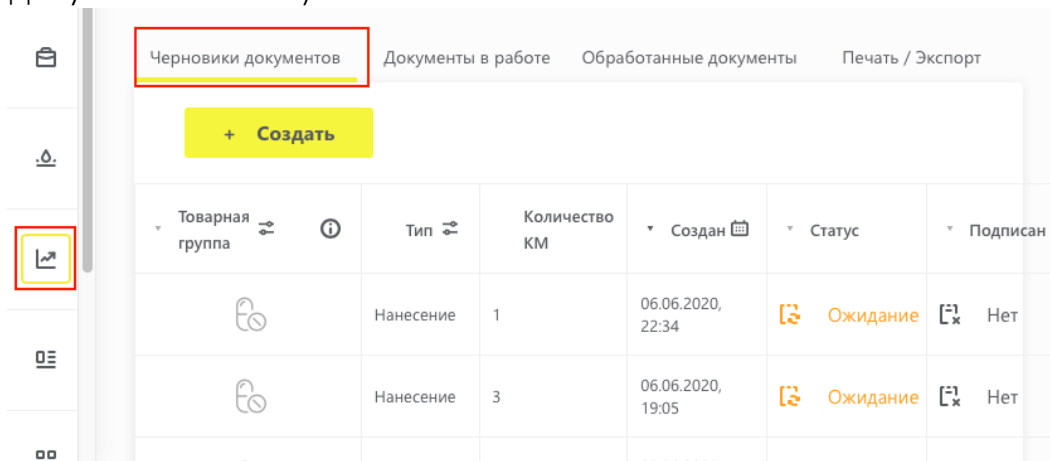 Черновики документов Документы в работе Обработанные документы Печать / Экспорт
+ Создать
Товарная группа Тип Количество КМ Создан Статус Подписан
Нанесение 1 06.06.2020, 22:34 Ожидание Нет
Нанесение 3 06.06.2020, 19:05 Ожидание Нет